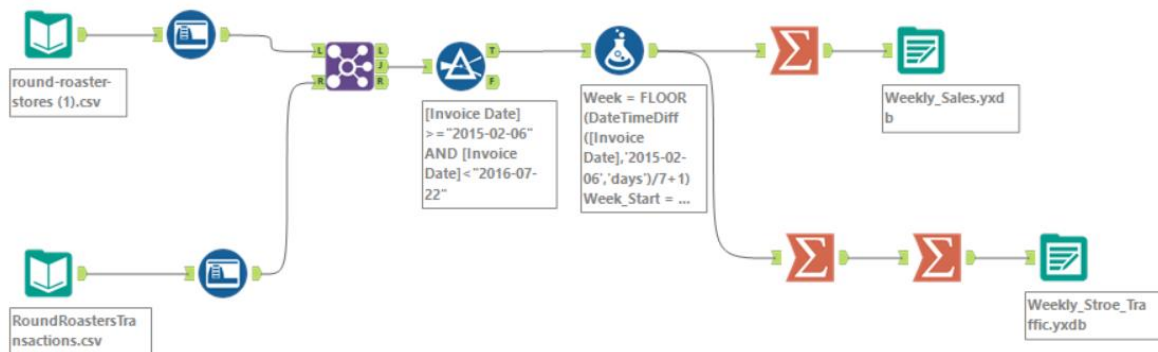 round-roaster-
stores (1).csv
L
R
L
J
R
T
F
[Invoice Date]
>="2015-02-06"
AND [Invoice
Date]<"2016-07-
22"
Week = FLOOR
(DateTimeDiff
([Invoice
Date],'2015-02-
06','days')/7+1)
Week_Start = ...
Weekly_Sales.yxd
b
RoundRoastersTra
nsactions.csv
Weekly_Stroe_Tra
ffic.yxdb